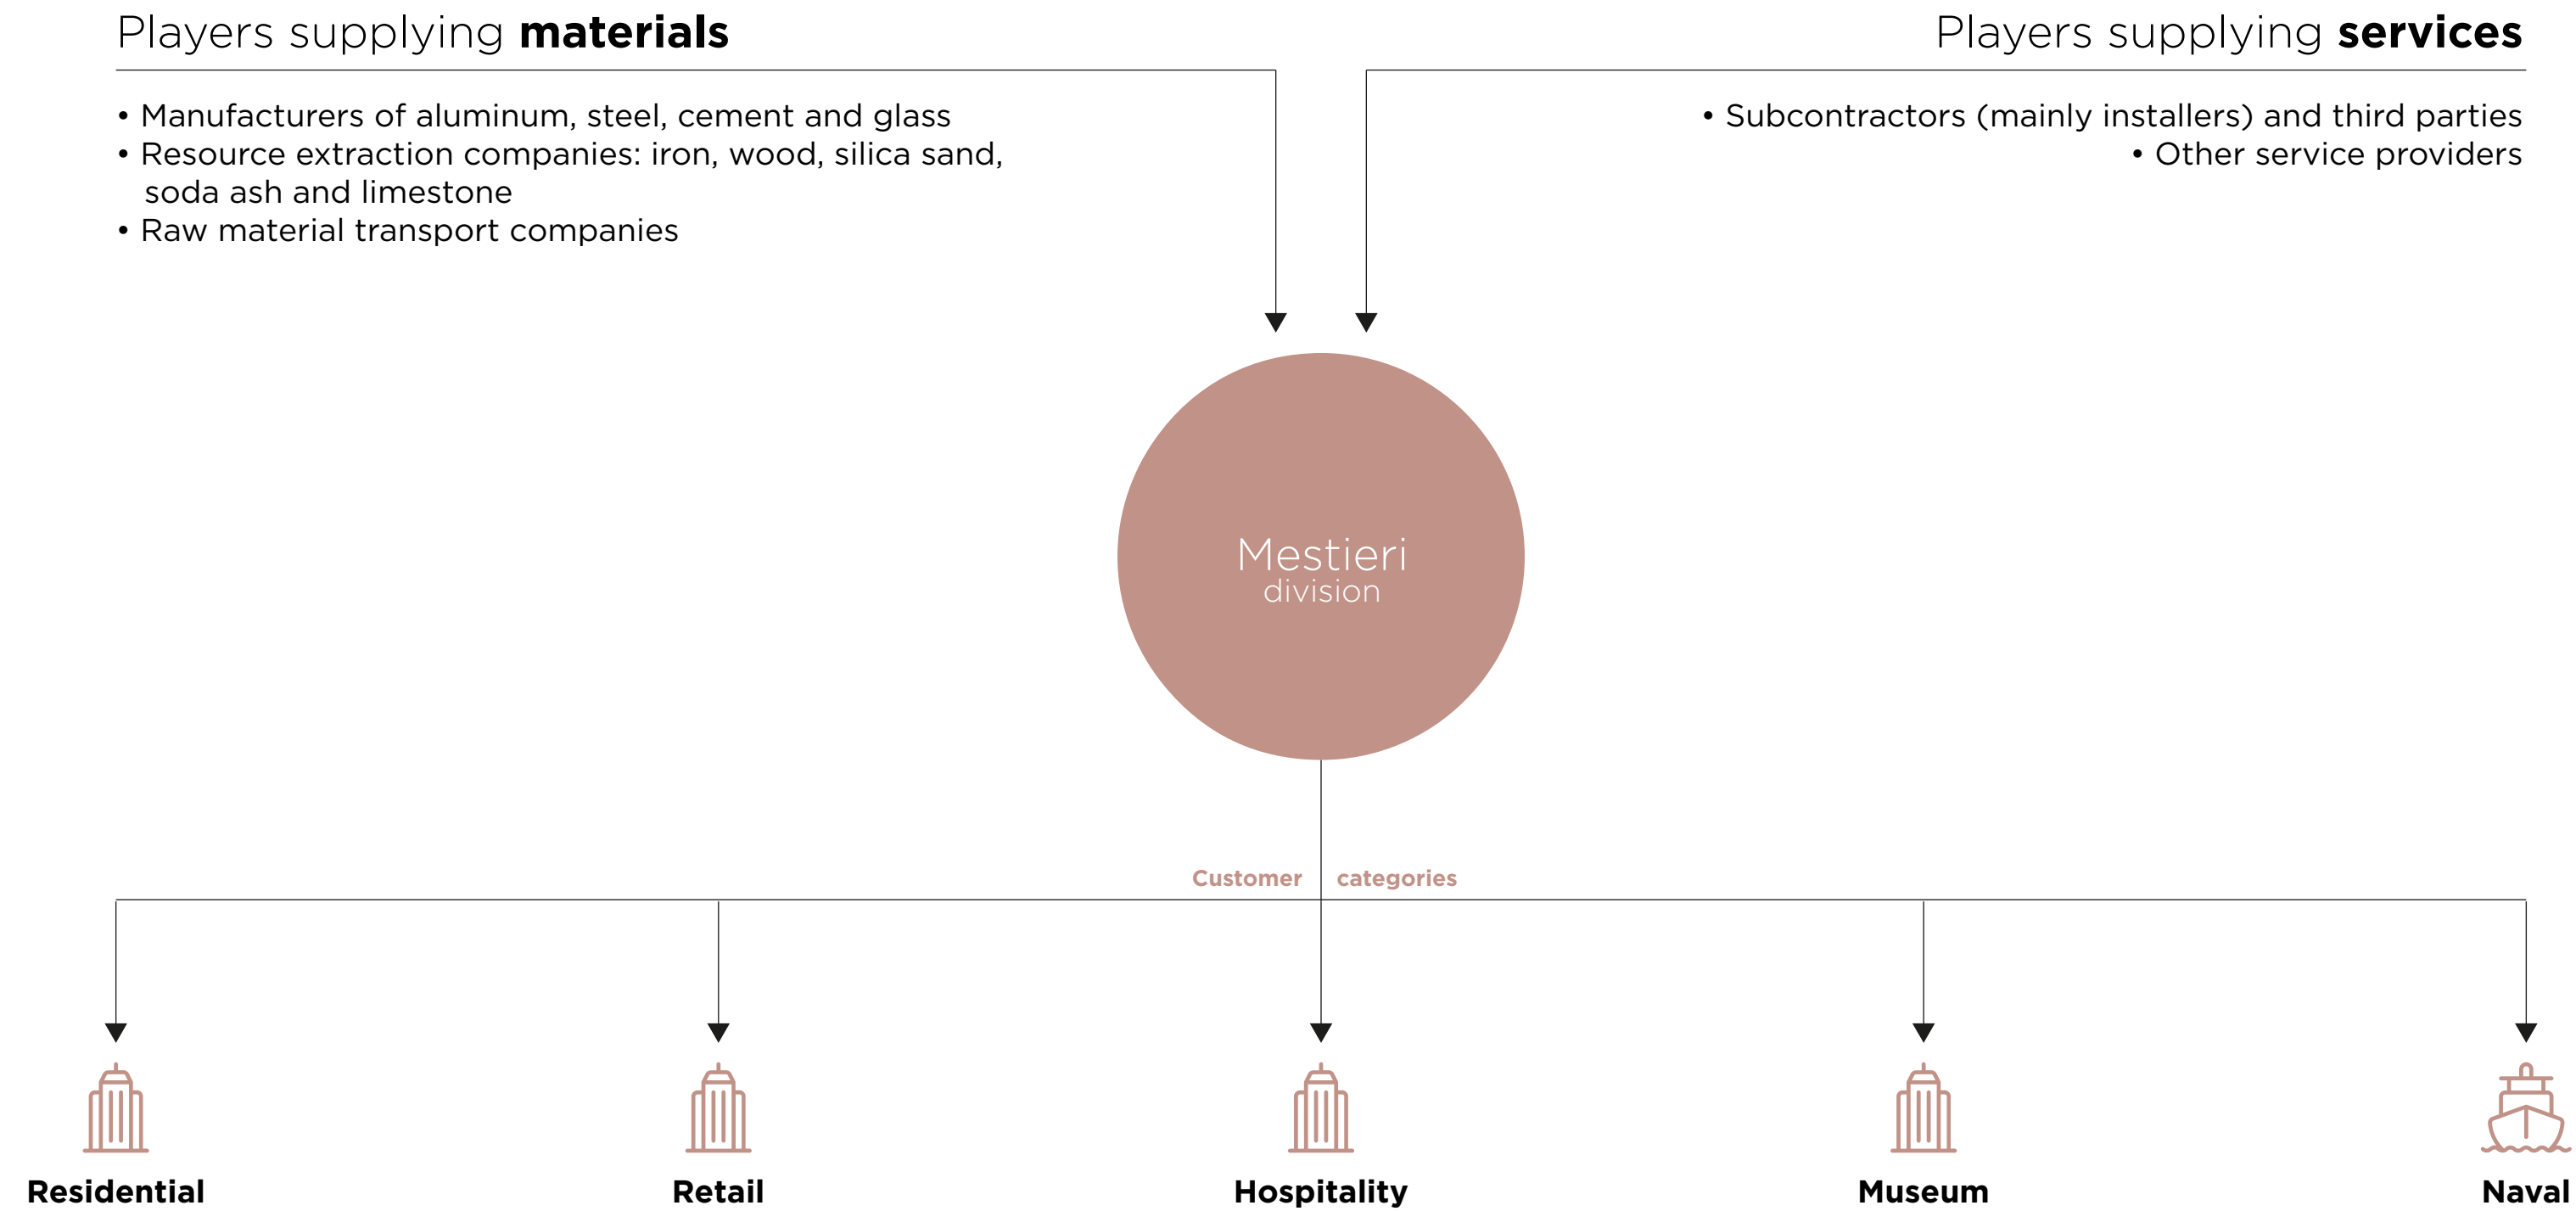 Players supplying materials
• Manufacturers of aluminum, steel, cement and glass
• Resource extraction companies: iron, wood, silica sand,
soda ash and limestone
• Raw material transport companies
Players supplying services
• Subcontractors (mainly installers) and third parties
• Other service providers
Mestieri
division
Customer categories
Residential
Retail
Hospitality
Museum
Naval